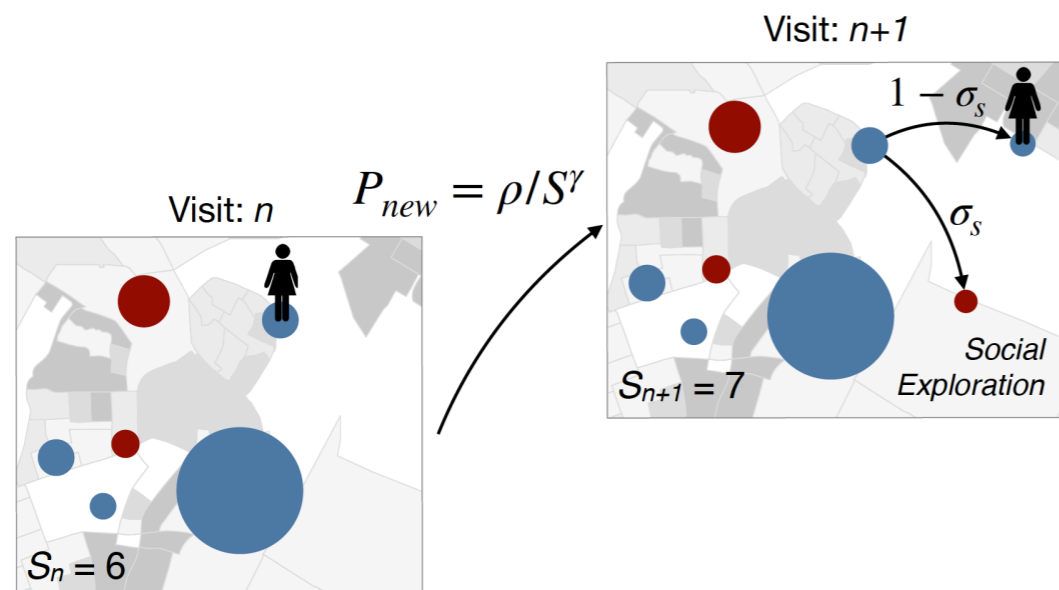 Visit: n
Sₙ = 6
Pₙₑw = ρ/S^γ
Visit: n+1
1 − σₛ
σₛ
Social
Exploration
Sₙ₊₁ = 7